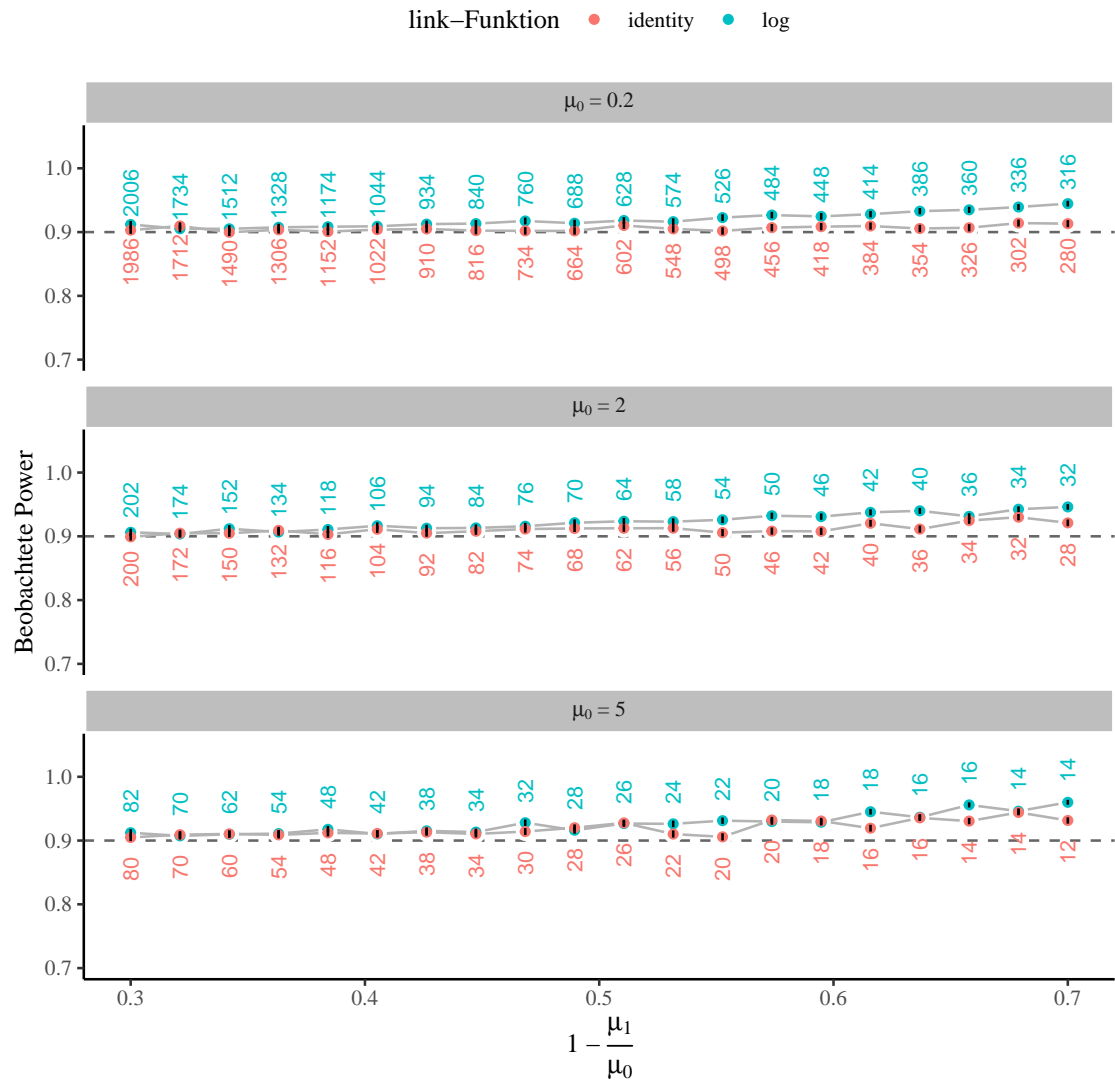 link–Funktion identity log
μ₀ = 0.2
2006 1734 1512 1328 1174 1044 934 840 760 688 628 574 526 484 448 414 386 360 336 316
1986 1712 1490 1306 1152 1022 910 816 734 664 602 548 498 456 418 384 354 326 302 280
1.0
0.9
0.8
0.7
μ₀ = 2
202 174 152 134 118 106 94 84 76 70 64 58 54 50 46 42 40 36 34 32
200 172 150 132 116 104 92 82 74 68 62 56 50 46 42 40 36 34 32 28
1.0
0.9
0.8
0.7
Beobachtete Power
μ₀ = 5
82 70 62 54 48 42 38 34 32 28 26 24 22 20 18 18 16 16 14 14
80 70 60 54 48 42 38 34 30 28 26 22 20 20 18 16 16 14 14 12
1.0
0.9
0.8
0.7
0.3 0.4 0.5 0.6 0.7
1 − μ₁/μ₀